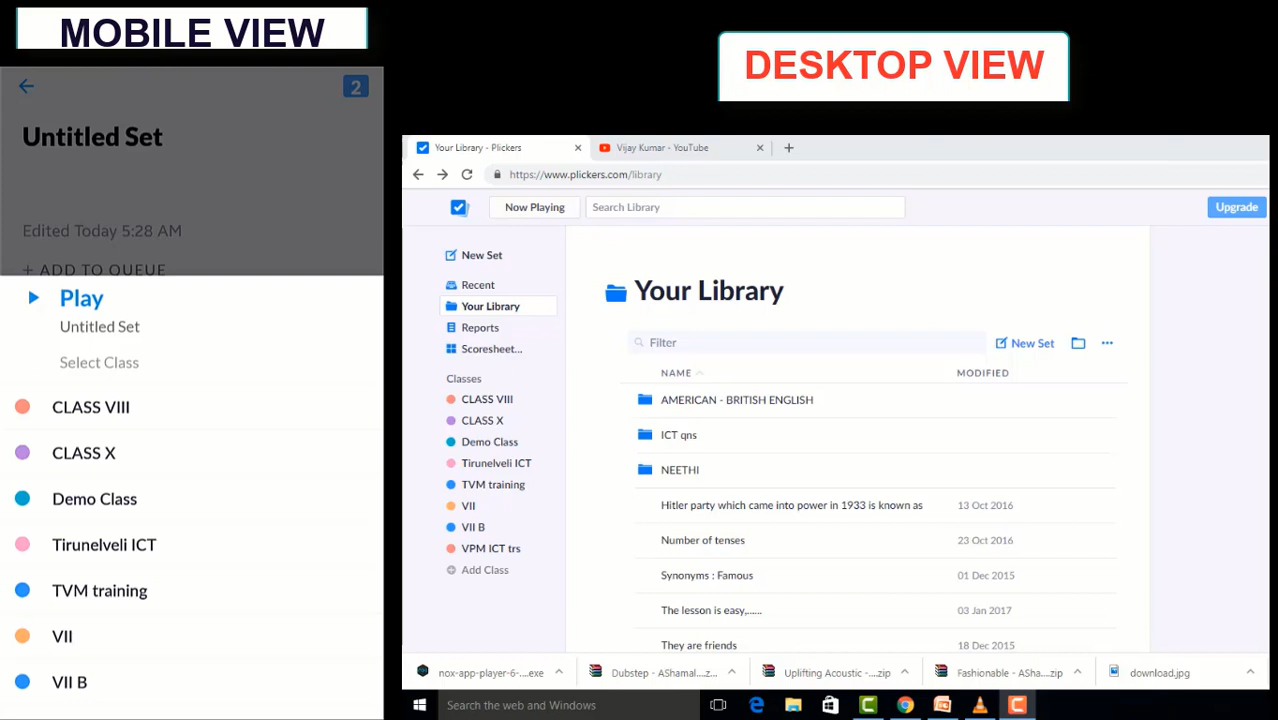 MOBILE VIEW
DESKTOP VIEW
2
Untitled Set
Edited Today 5:28 AM
+ ADD TO QUEUE
Play
Untitled Set
Select Class
CLASS VIII
CLASS X
Demo Class
Tirunelveli ICT
TVM training
VII
VII B
Your Library - Plickers
Vijay Kumar - YouTube
https://www.plickers.com/library
Now Playing
Search Library
Upgrade
New Set
Recent
Your Library
Reports
Scoresheet...
Classes
CLASS VIII
CLASS X
Demo Class
Tirunelveli ICT
TVM training
VII
VII B
VPM ICT trs
Add Class
Your Library
Filter
New Set
NAME MODIFIED
AMERICAN - BRITISH ENGLISH
ICT qns
NEETHI
Hitler party which came into power in 1933 is known as 13 Oct 2016
Number of tenses 23 Oct 2016
Synonyms : Famous 01 Dec 2015
The lesson is easy,...... 03 Jan 2017
They are friends 18 Dec 2015
nox-app-player-6-....exe
Dubstep - AShamal....z...
Uplifting Acoustic - ....zip
Fashionable - ASha....zip
download.jpg
Search the web and Windows